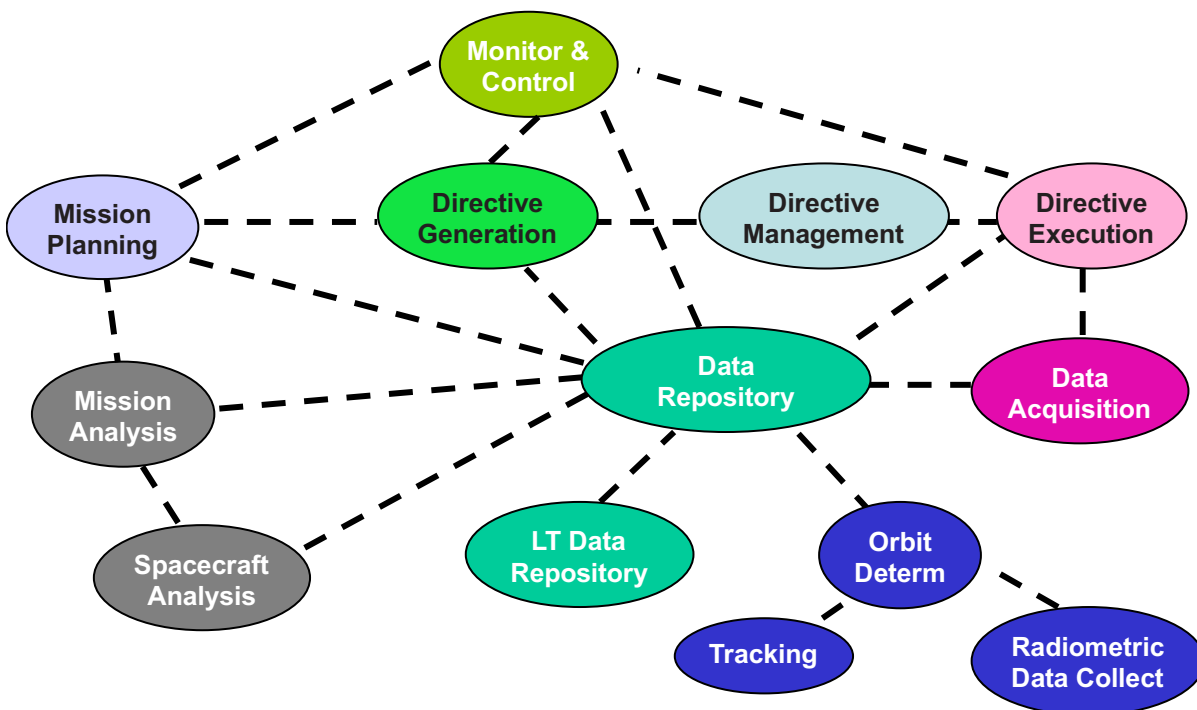 Monitor &
Control
Mission
Planning
Directive
Generation
Directive
Management
Directive
Execution
Data
Repository
Data
Acquisition
Mission
Analysis
Spacecraft
Analysis
LT Data
Repository
Orbit
Determ
Tracking
Radiometric
Data Collect